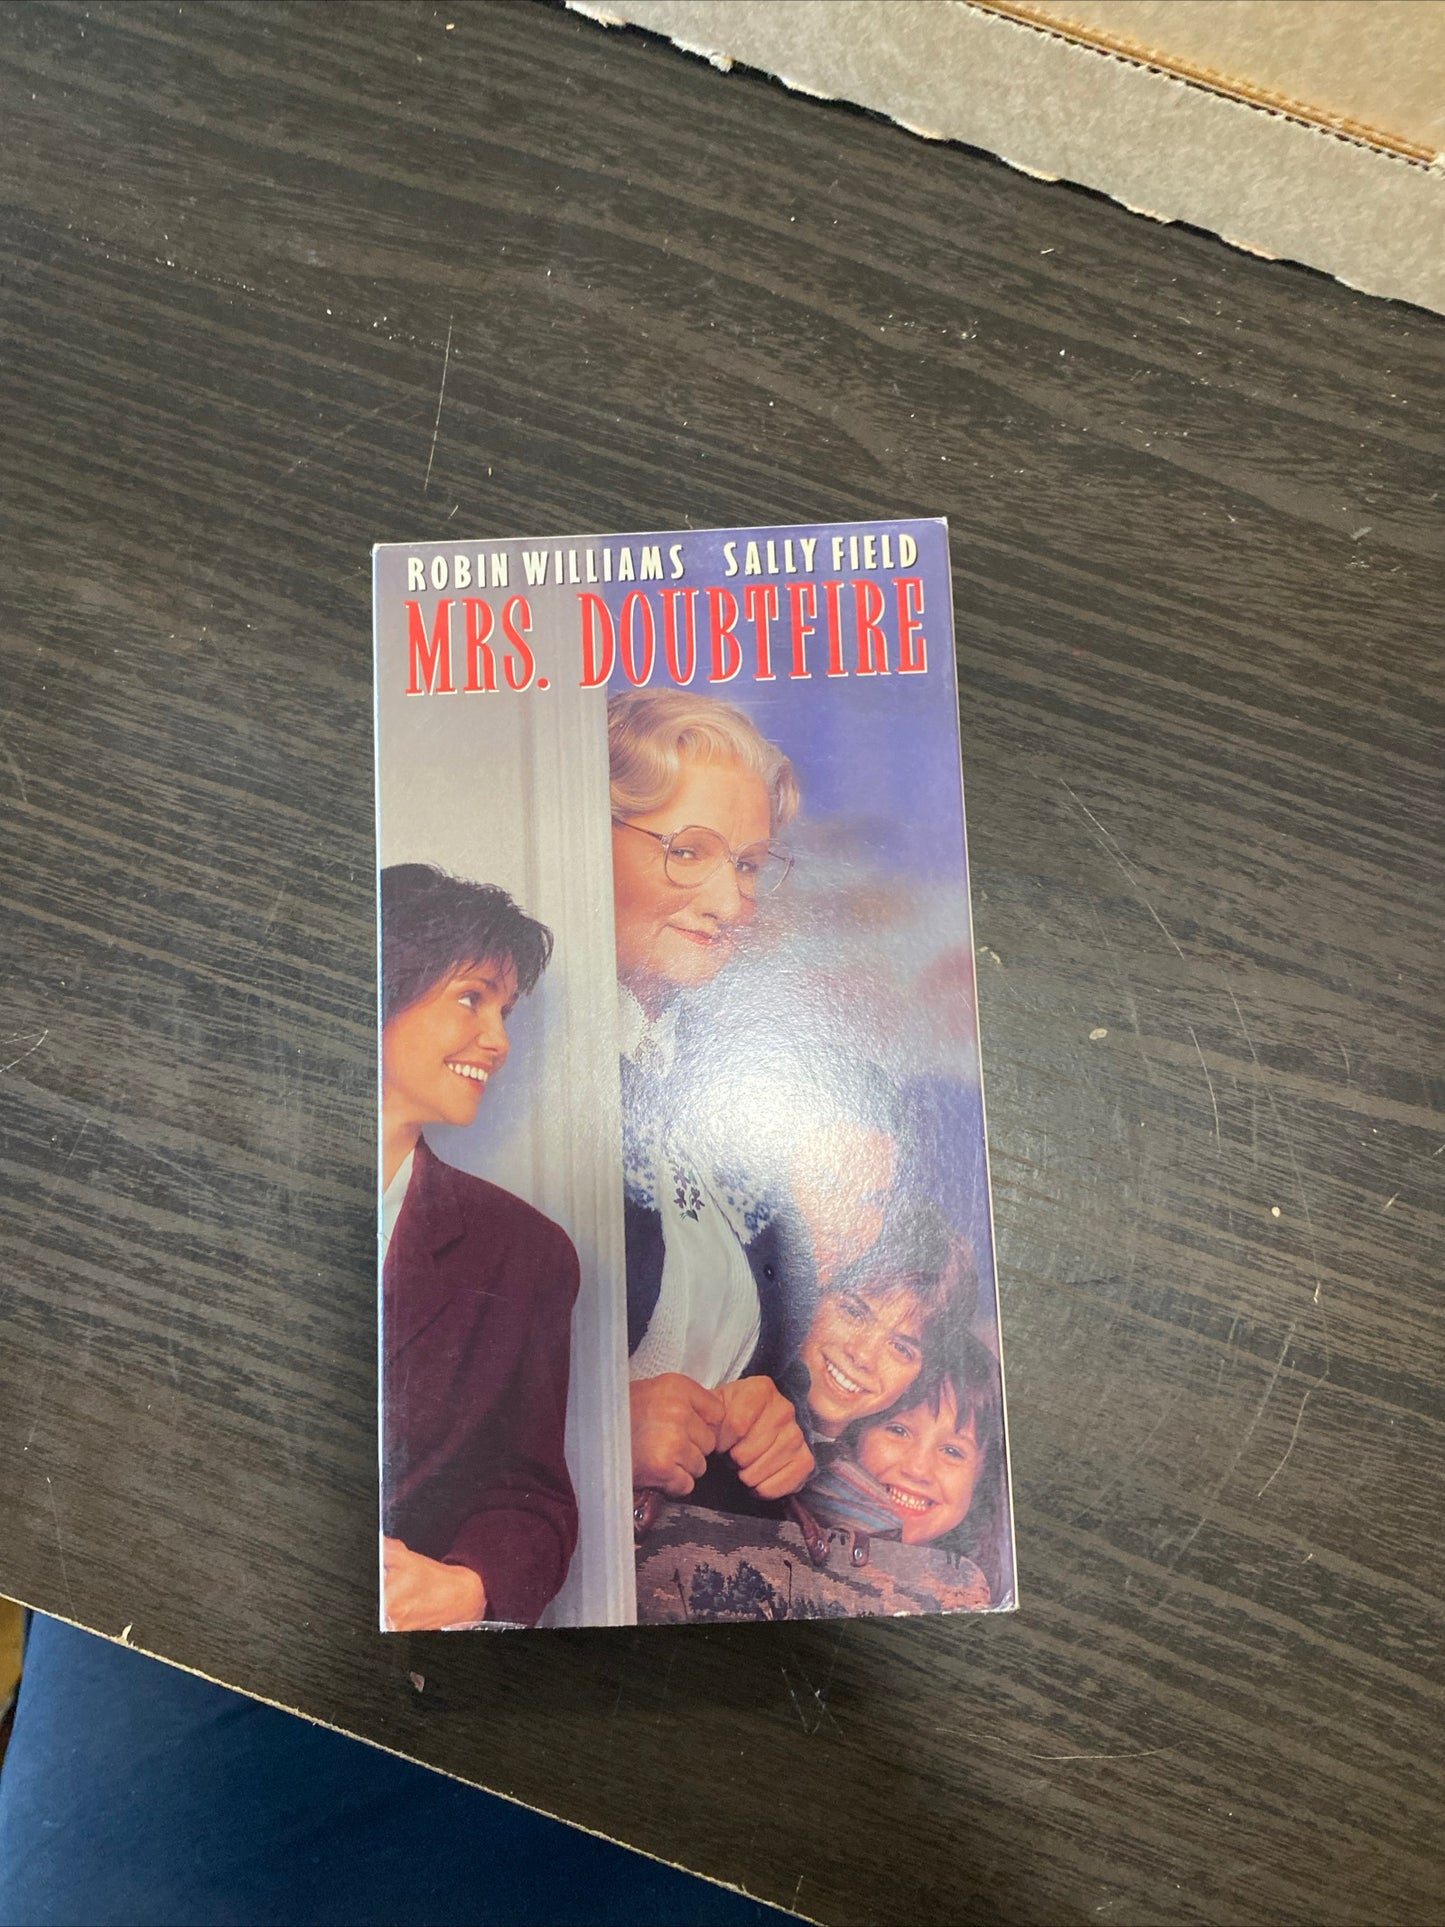 ROBIN WILLIAMS SALLY FIELD
MRS. DOUBTFIRE